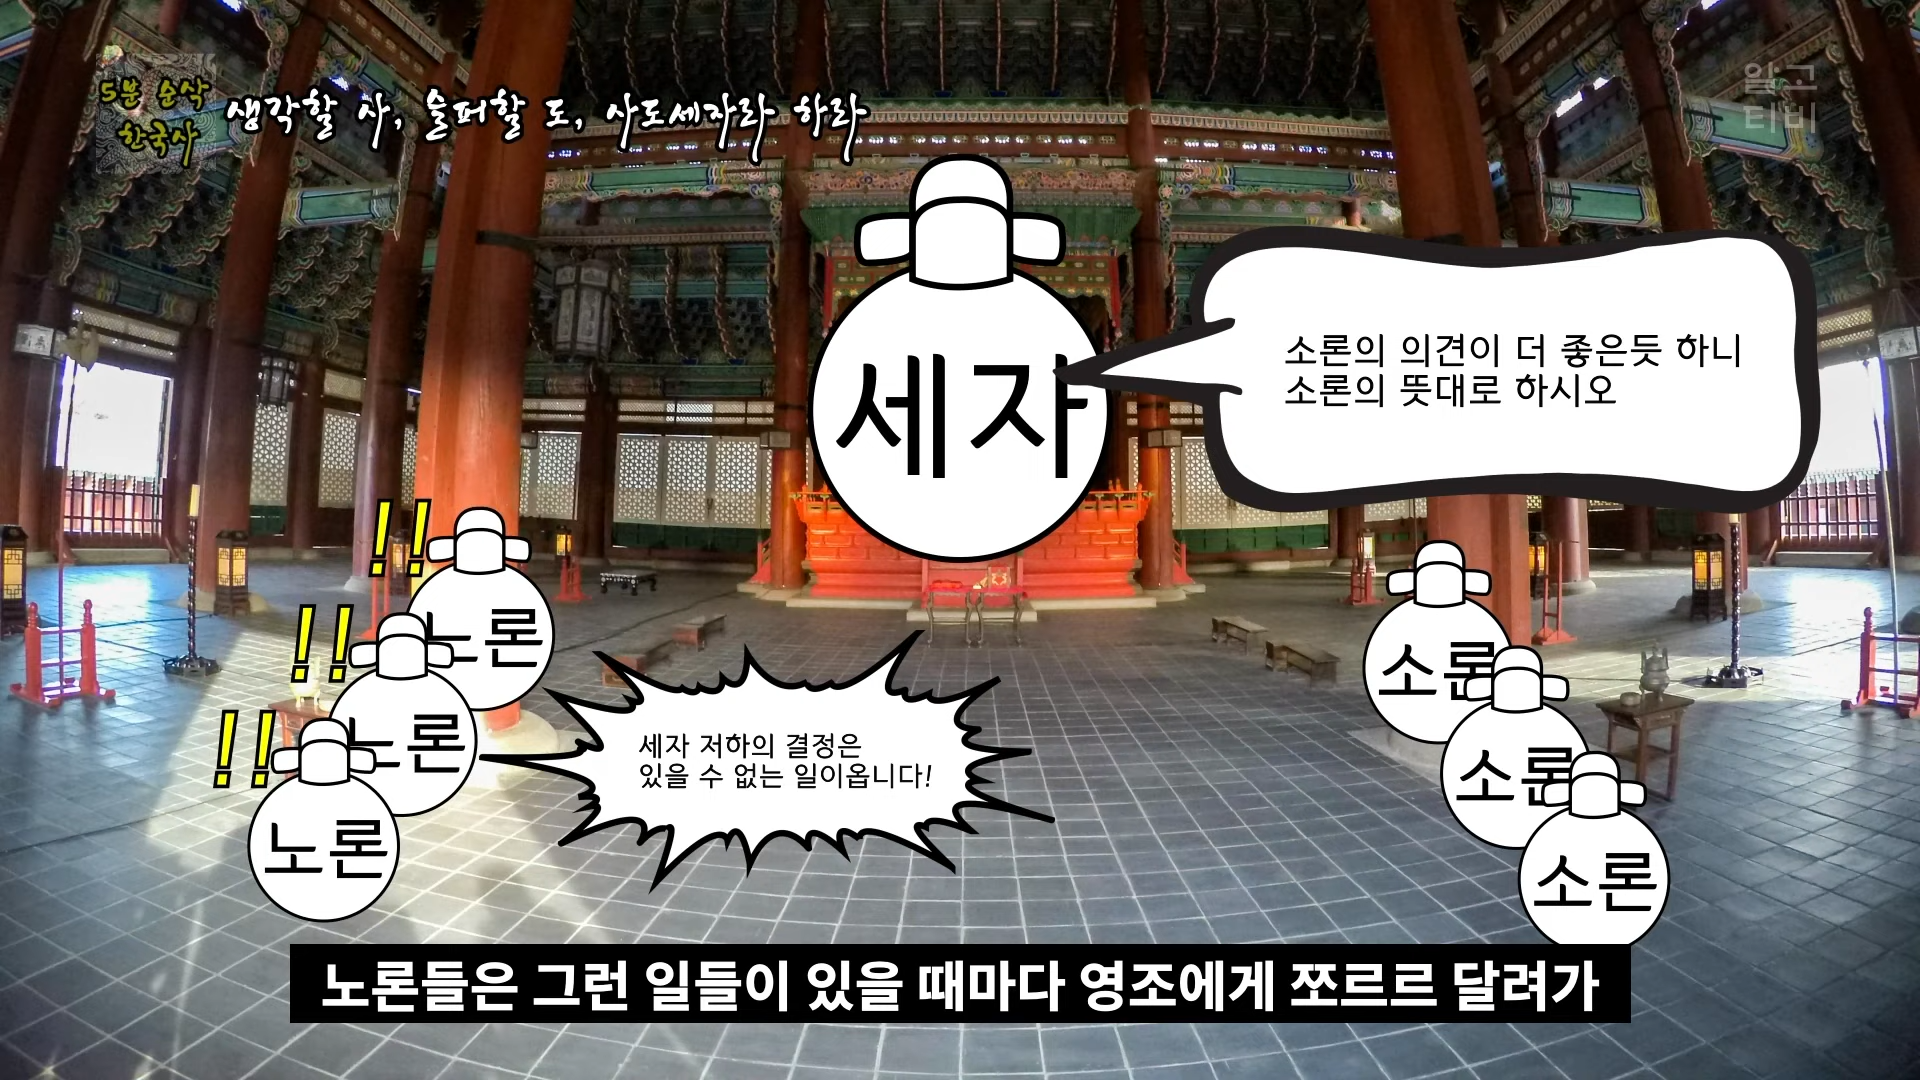 5분 순삭
한국사
생각할 사, 슬퍼할 도, 사도세자라 하라
알고
티비
세자
소론의 의견이 더 좋은듯 하니
소론의 뜻대로 하시오
!!
노론
!!
노론
!!
노론
세자 저하의 결정은
있을 수 없는 일이옵니다!
소론
소론
소론
노론들은 그런 일들이 있을 때마다 영조에게 쪼르르 달려가